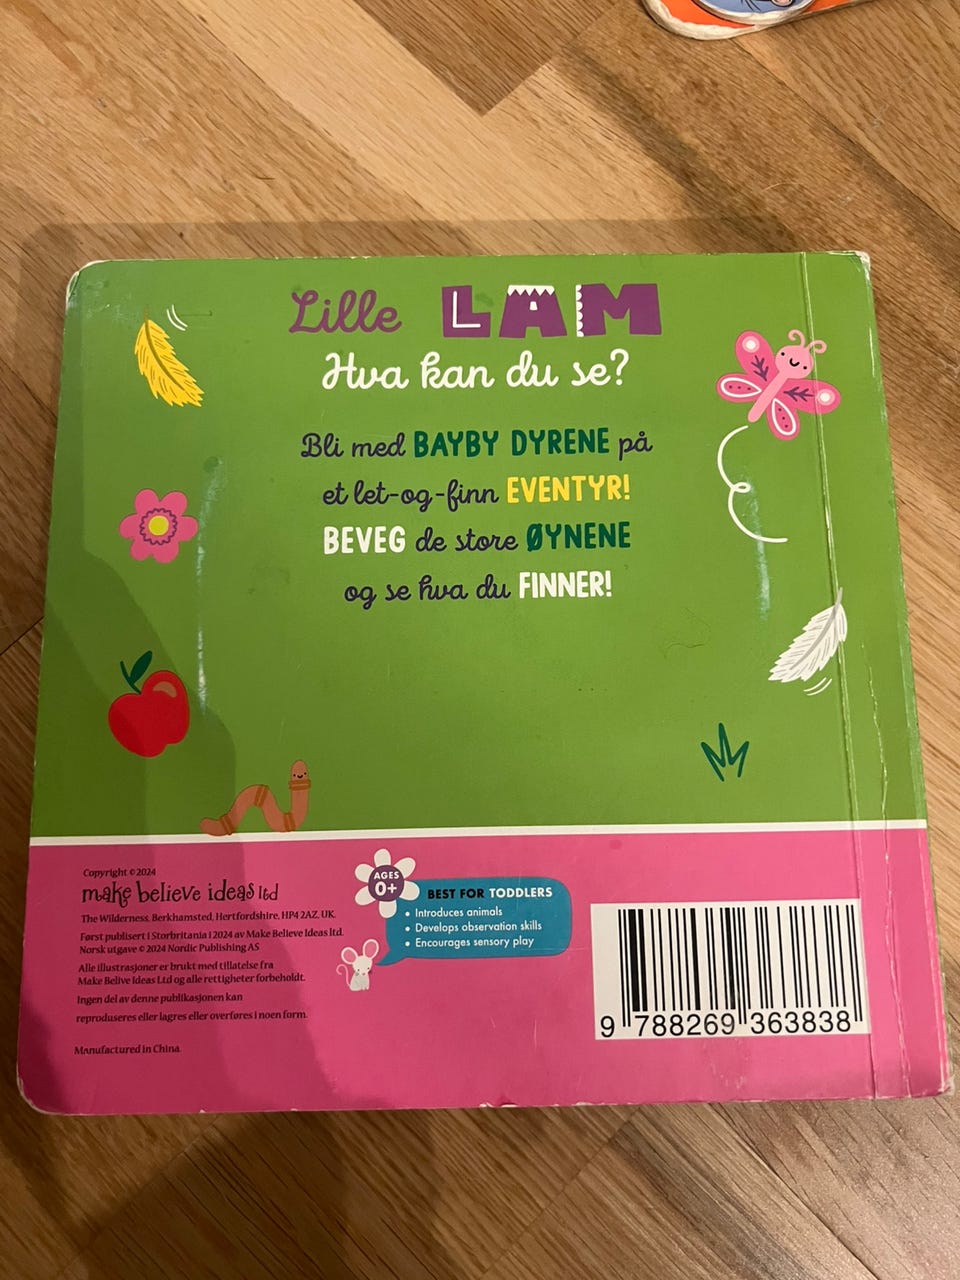 Lille LAM
Hva kan du se?
Bli med BAYBY DYRENE på
et let-og-finn EVENTYR!
BEVEG de store ØYNENE
og se hva du FINNER!
Copyright © 2024
make believe ideas ltd
The Wilderness, Berkhamsted, Hertfordshire, HP4 2AZ, UK.
Først publisert i Storbritania i 2024 av Make Believe Ideas ltd.
Norsk utgave © 2024 Nordic Publishing AS
Alle illustrasjoner er brukt med tillatelse fra
Make Belive Ideas Ltd og alle rettigheter forbeholdt.
Ingen del av denne publikasjonen kan
reproduseres eller lagres eller overføres i noen form.
Manufactured in China.
AGES
0+
BEST FOR TODDLERS
• Introduces animals
• Develops observation skills
• Encourages sensory play
9 788269 363838